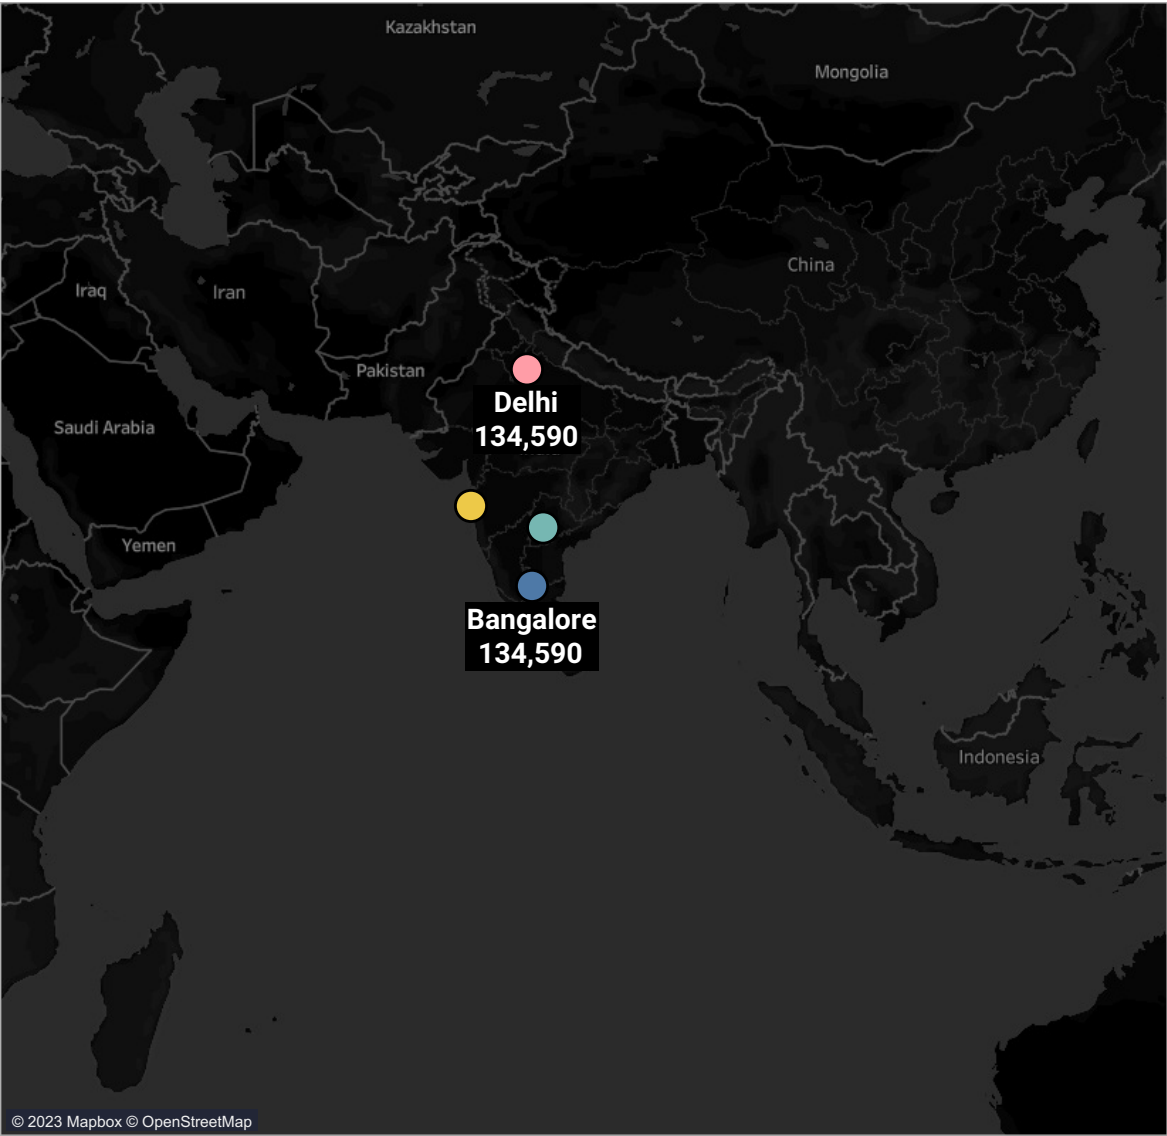 Kazakhstan
Mongolia
China
Iraq
Iran
Pakistan
Delhi
134,590
Saudi Arabia
Yemen
Bangalore
134,590
Indonesia
© 2023 Mapbox © OpenStreetMap